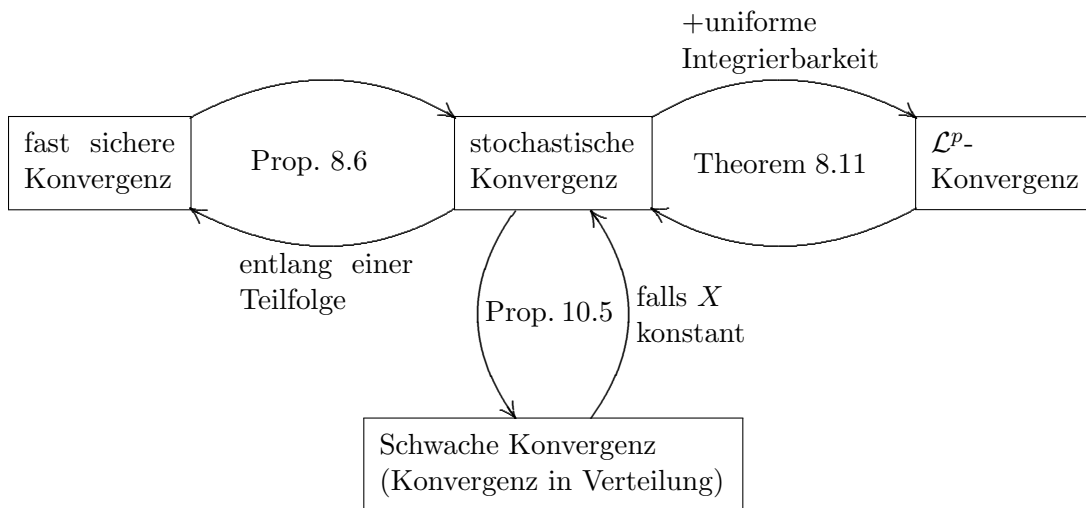 +uniforme
Integrierbarkeit
fast sichere
Konvergenz
Prop. 8.6
stochastische
Konvergenz
Theorem 8.11
ℒᵖ-
Konvergenz
entlang einer
Teilfolge
Prop. 10.5
falls X
konstant
Schwache Konvergenz
(Konvergenz in Verteilung)